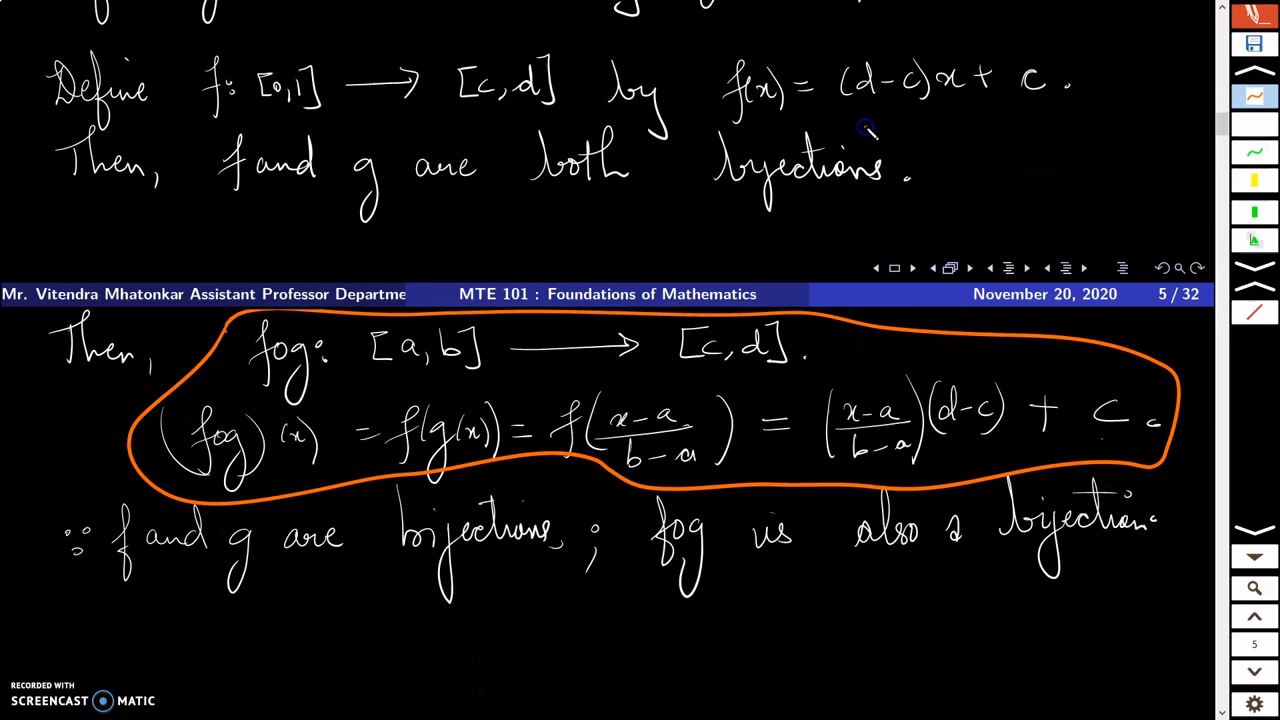 Define f: [0,1] ⟶ [c,d] by f(x) = (d-c)x + c.
Then, f and g are both bijections.
Mr. Vitendra Mhatonkar Assistant Professor Departme MTE 101 : Foundations of Mathematics November 20, 2020 5 / 32
Then, fog: [a,b] ⟶ [c,d].
(fog)(x) = f(g(x)) = f((x-a)/(b-a)) = ((x-a)/(b-a))(d-c) + c.
∵ f and g are bijections, ; fog is also a bijection.
5
RECORDED WITH
SCREENCAST MATIC